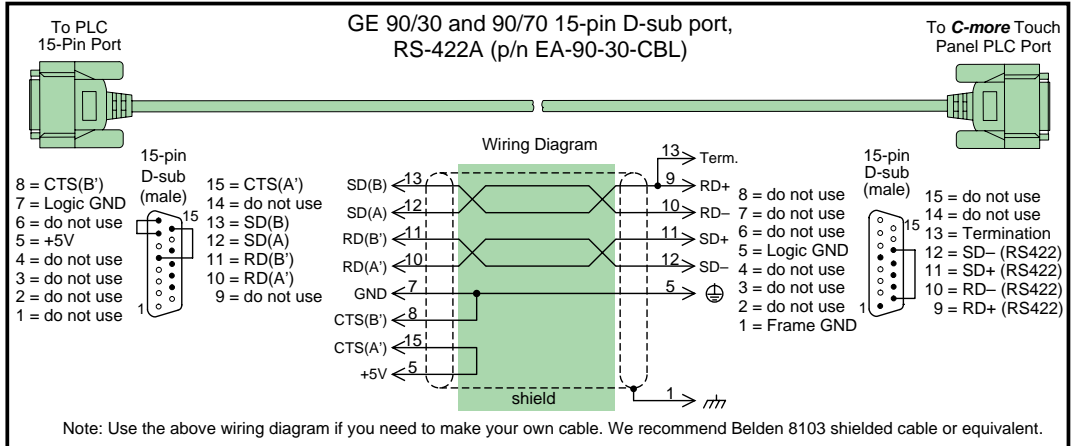 GE 90/30 and 90/70 15-pin D-sub port,
RS-422A (p/n EA-90-30-CBL)
To PLC
15-Pin Port
To C-more Touch
Panel PLC Port
15-pin
D-sub
(male)
8 = CTS(B')
7 = Logic GND
6 = do not use
5 = +5V
4 = do not use
3 = do not use
2 = do not use
1 = do not use
15
1
15 = CTS(A')
14 = do not use
13 = SD(B)
12 = SD(A)
11 = RD(B')
10 = RD(A')
9 = do not use
Wiring Diagram
SD(B) 13
SD(A) 12
RD(B') 11
RD(A') 10
GND 7
CTS(B') 8
CTS(A') 15
+5V 5
shield
13 Term.
9 RD+
10 RD–
11 SD+
12 SD–
5
1
8 = do not use
7 = do not use
6 = do not use
5 = Logic GND
4 = do not use
3 = do not use
2 = do not use
1 = Frame GND
15-pin
D-sub
(male)
15
1
15 = do not use
14 = do not use
13 = Termination
12 = SD– (RS422)
11 = SD+ (RS422)
10 = RD– (RS422)
9 = RD+ (RS422)
Note: Use the above wiring diagram if you need to make your own cable. We recommend Belden 8103 shielded cable or equivalent.